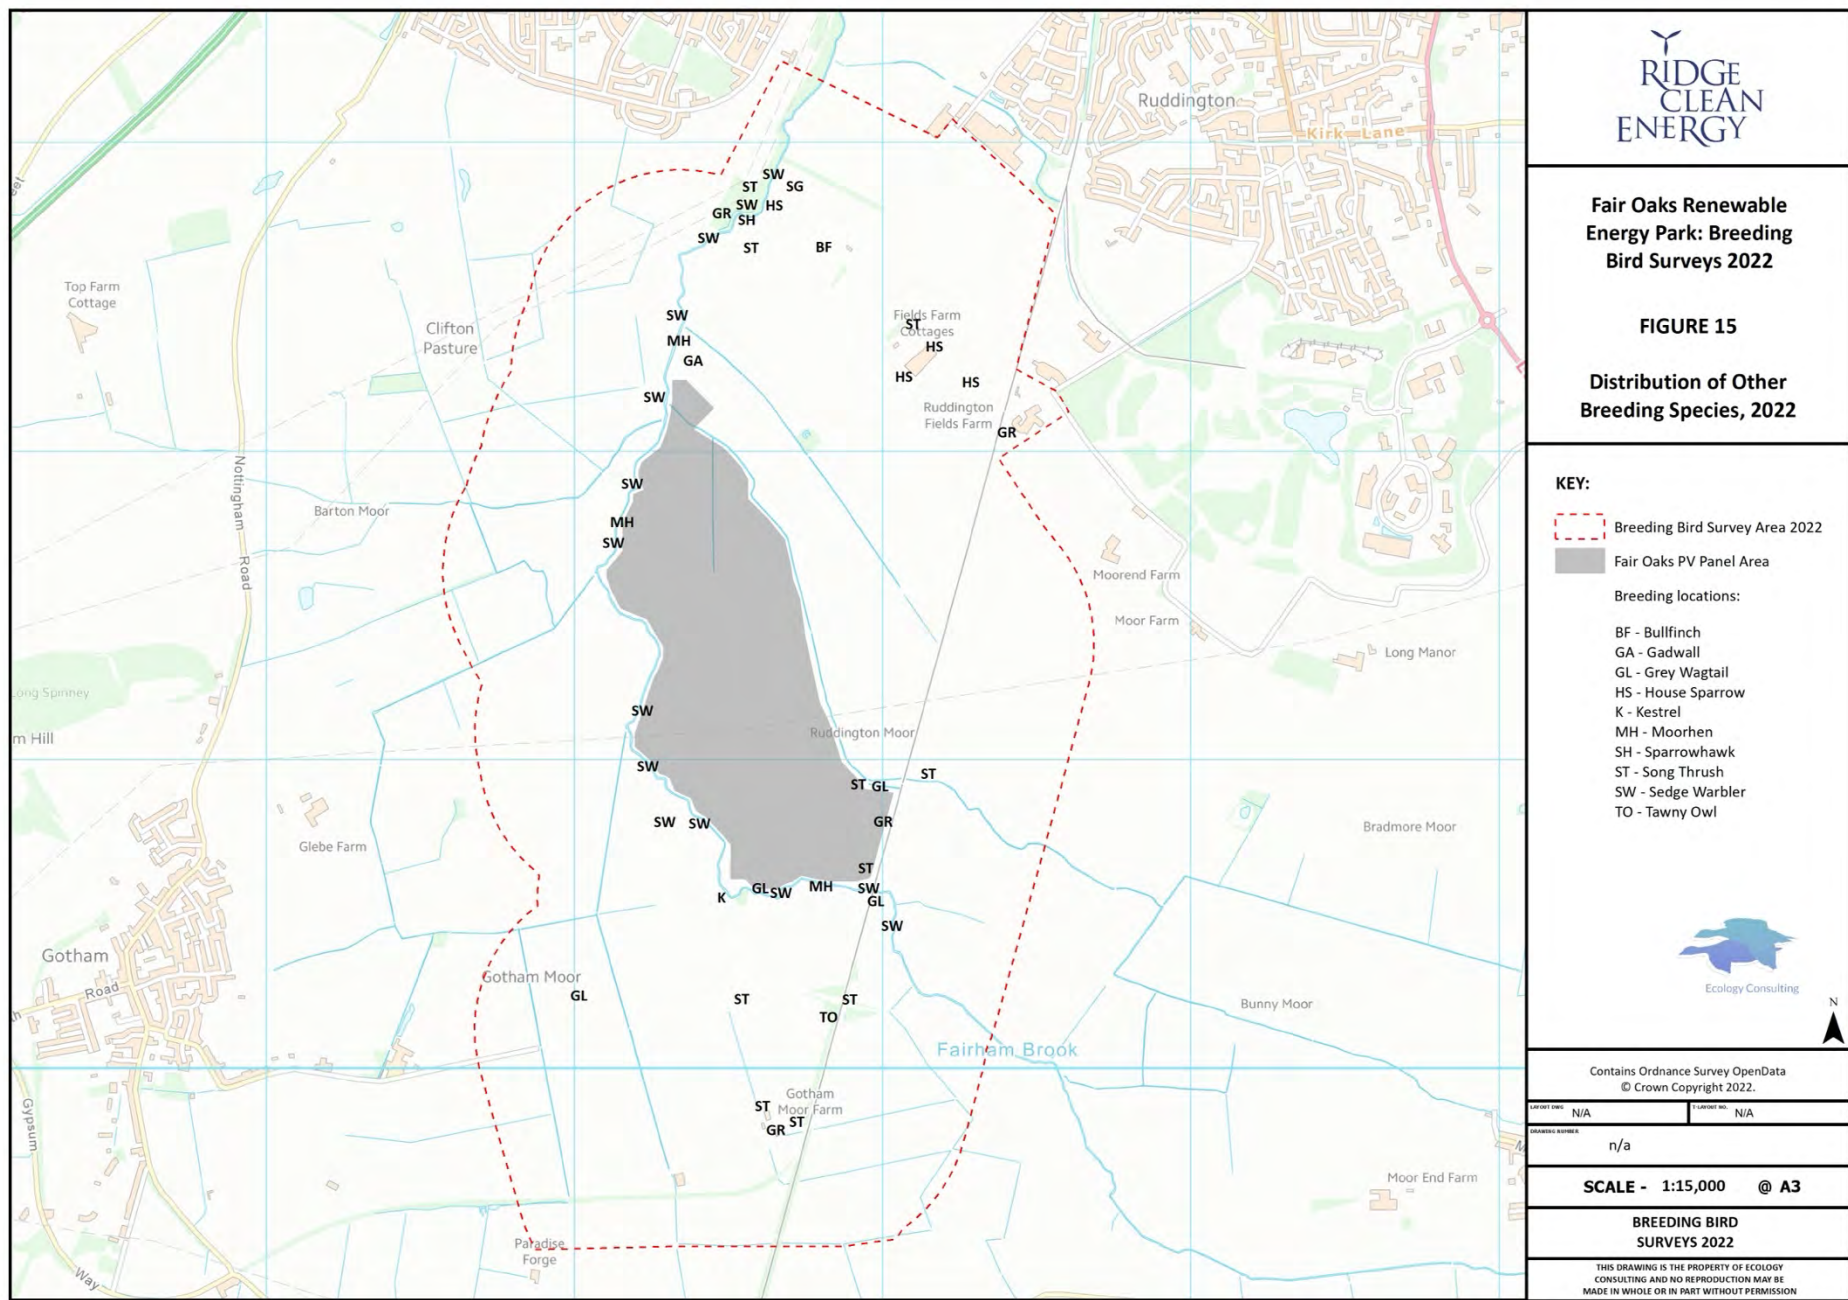 Ruddington
Kirk Lane
SW
ST
SG
SW
HS
GR
SH
SW
ST
BF
Top Farm
Cottage
Clifton
Pasture
SW
MH
GA
SW
Fields Farm
Cottages
ST
HS
HS
HS
Ruddington
Fields Farm
GR
Nottingham Road
Barton Moor
SW
MH
SW
Moorend Farm
Moor Farm
Long Manor
Long Spinney
m Hill
SW
SW
SW
SW
Ruddington Moor
ST
GL
ST
GR
Bradmore Moor
Glebe Farm
ST
K
GL
SW
MH
SW
GL
SW
Gotham
Road
Gotham Moor
GL
ST
ST
TO
Bunny Moor
Fairham Brook
Gotham
Moor Farm
ST
ST
GR
Gypsum
Way
Paradise
Forge
Moor End Farm
RIDGE
CLEAN
ENERGY
Fair Oaks Renewable
Energy Park: Breeding
Bird Surveys 2022
FIGURE 15
Distribution of Other
Breeding Species, 2022
KEY:
Breeding Bird Survey Area 2022
Fair Oaks PV Panel Area
Breeding locations:
BF - Bullfinch
GA - Gadwall
GL - Grey Wagtail
HS - House Sparrow
K - Kestrel
MH - Moorhen
SH - Sparrowhawk
ST - Song Thrush
SW - Sedge Warbler
TO - Tawny Owl
Ecology Consulting
N
Contains Ordnance Survey OpenData
© Crown Copyright 2022.
LAYOUT DWG N/A
T-LAYOUT NO. N/A
DRAWING NUMBER
n/a
SCALE - 1:15,000 @ A3
BREEDING BIRD
SURVEYS 2022
THIS DRAWING IS THE PROPERTY OF ECOLOGY
CONSULTING AND NO REPRODUCTION MAY BE
MADE IN WHOLE OR IN PART WITHOUT PERMISSION